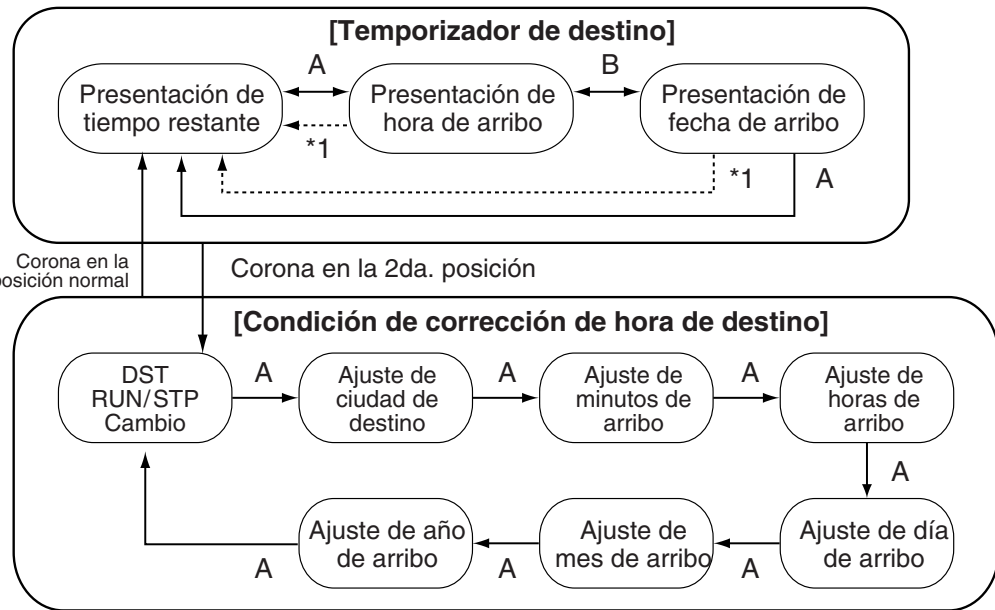 [Temporizador de destino]
A
B
Presentación de
tiempo restante
Presentación de
hora de arribo
Presentación de
fecha de arribo
*1
*1
A
Corona en la
posición normal
Corona en la 2da. posición
[Condición de corrección de hora de destino]
DST
RUN/STP
Cambio
A
Ajuste de
ciudad de
destino
A
Ajuste de
minutos de
arribo
A
Ajuste de
horas de
arribo
A
Ajuste de año
de arribo
Ajuste de
mes de arribo
Ajuste de día
de arribo
A
A
A